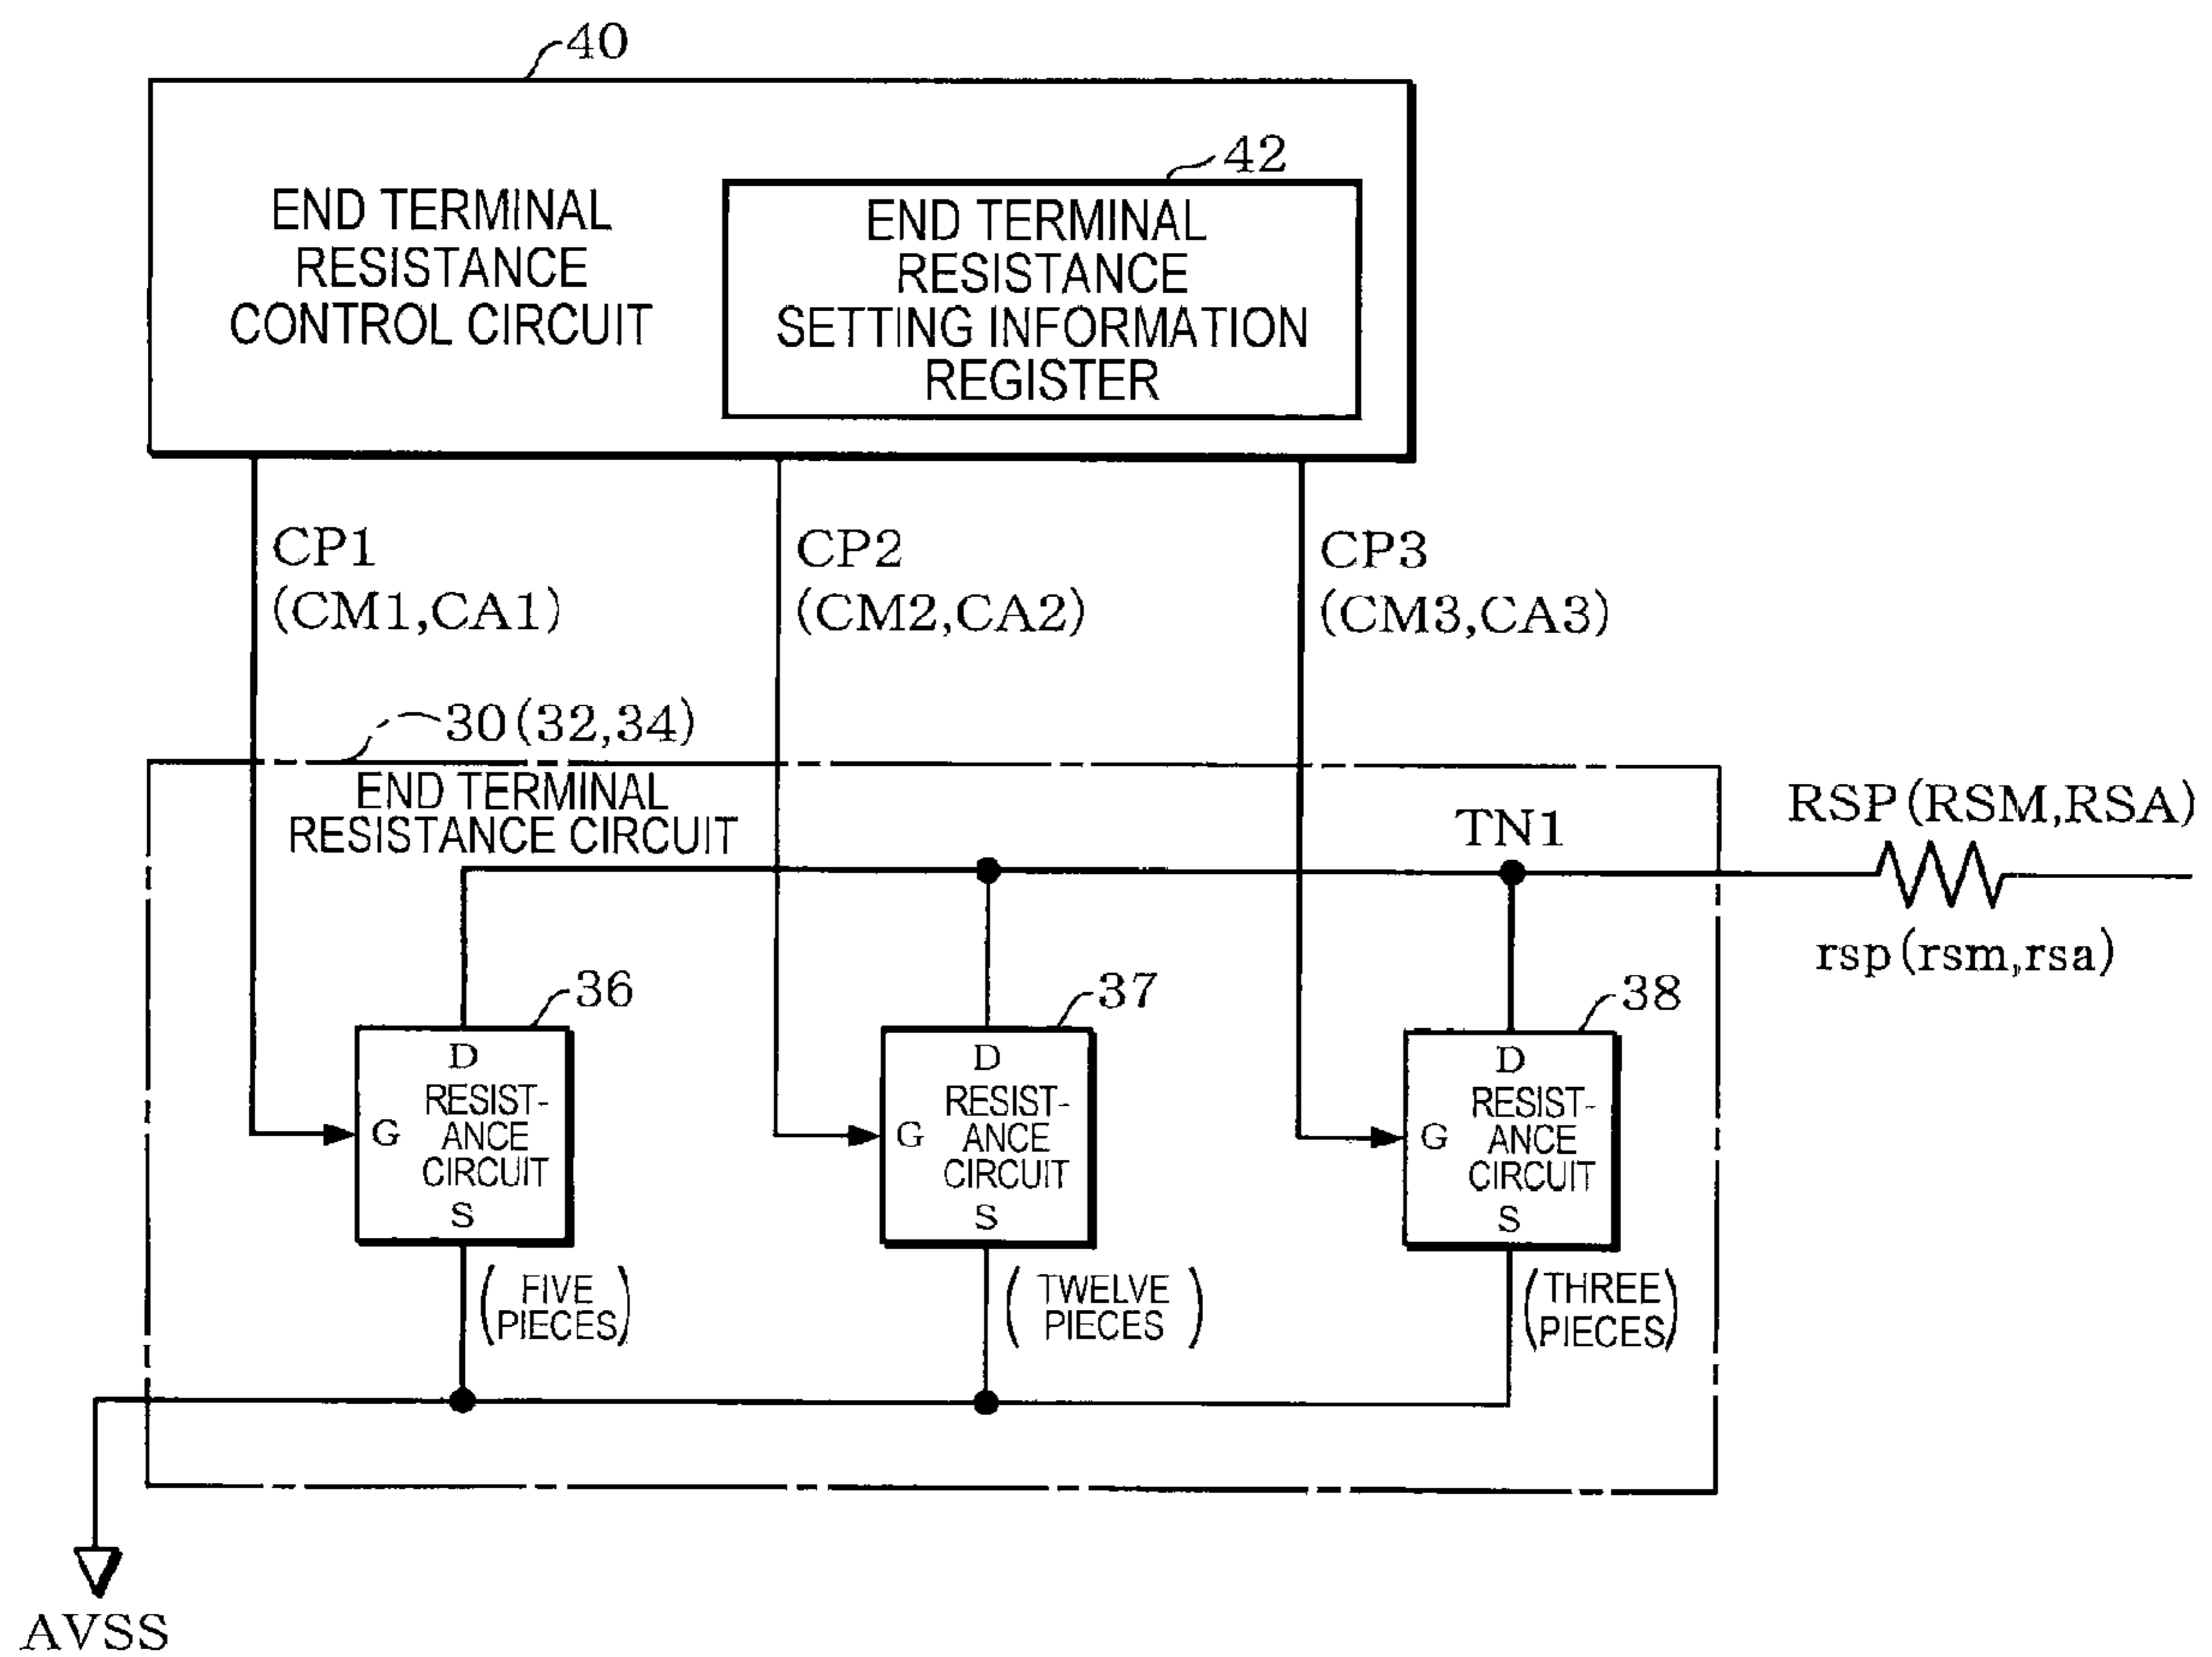 40
END TERMINAL
RESISTANCE
CONTROL CIRCUIT
42
END TERMINAL
RESISTANCE
SETTING INFORMATION
REGISTER
CP1
(CM1,CA1)
CP2
(CM2,CA2)
CP3
(CM3,CA3)
30(32,34)
END TERMINAL
RESISTANCE CIRCUIT
TN1
RSP(RSM,RSA)
rsp(rsm,rsa)
36
D
RESIST-
ANCE
CIRCUIT
G
S
(FIVE
PIECES)
37
D
RESIST-
ANCE
CIRCUIT
G
S
(TWELVE
PIECES)
38
D
RESIST-
ANCE
CIRCUIT
G
S
(THREE
PIECES)
AVSS